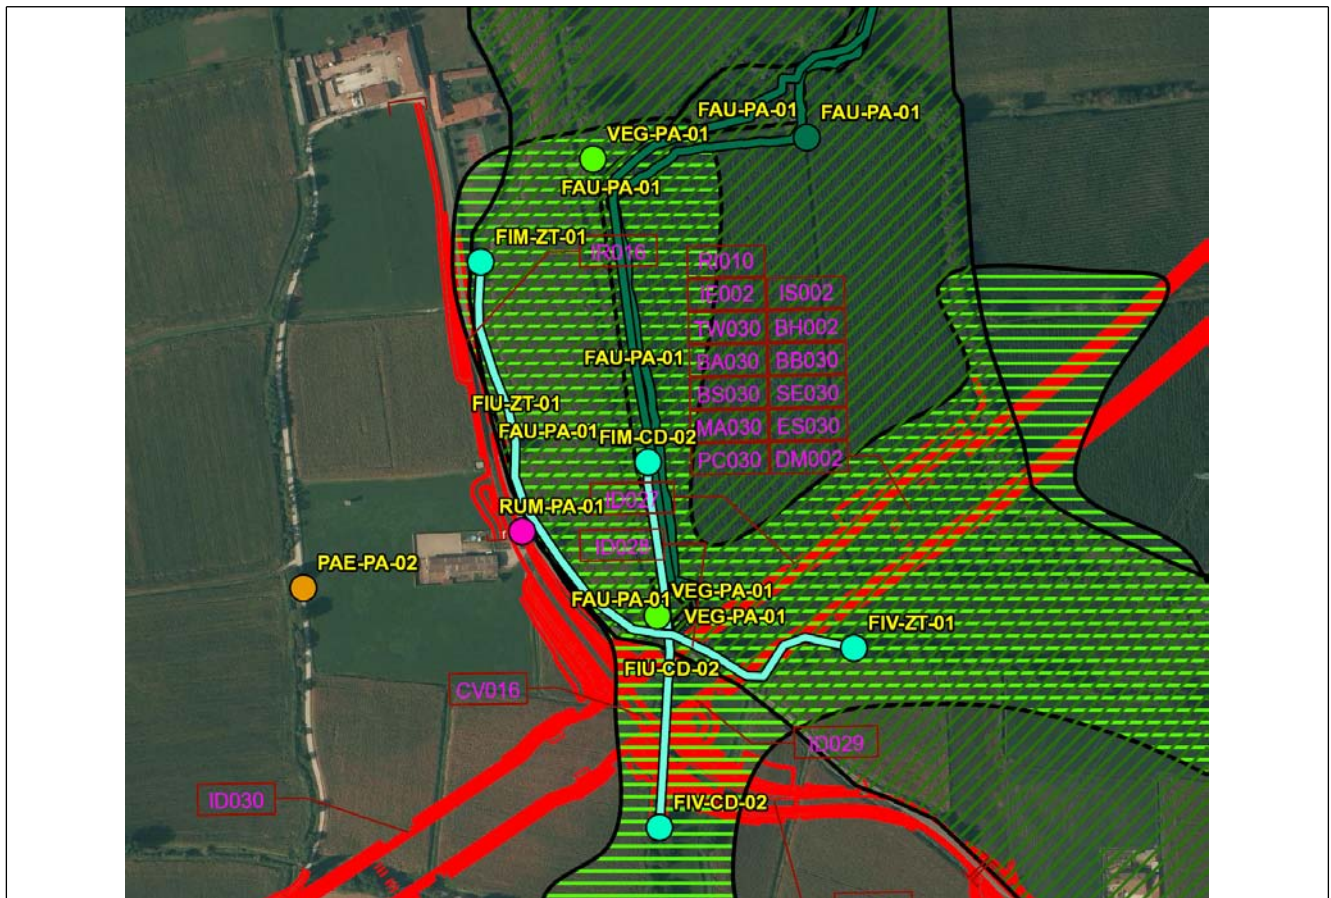 FAU-PA-01
FAU-PA-01
VEG-PA-01
FAU-PA-01
FIM-ZT-01
IR016
RI010
IE002 IS002
TW030 BH002
BA030 BB030
FAU-PA-01
BS030 SE030
FIU-ZT-01
MA030 ES030
FAU-PA-01
FIM-CD-02
PC030 DM002
ID027
RUM-PA-01
ID028
PAE-PA-02
VEG-PA-01
FAU-PA-01
VEG-PA-01
FIV-ZT-01
FIU-CD-02
CV016
ID029
ID030
FIV-CD-02